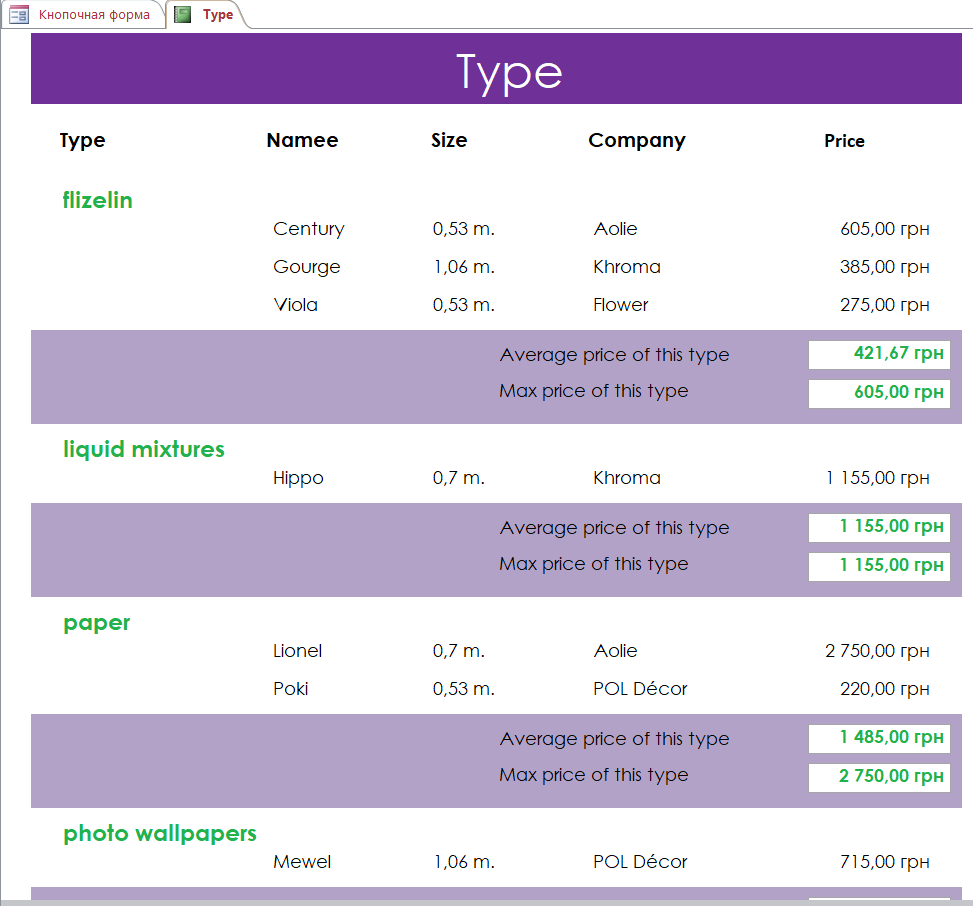 Кнопочная форма Type
Type
Type Namee Size Company Price
flizelin
Century 0,53 m. Aolie 605,00 грн
Gourge 1,06 m. Khroma 385,00 грн
Viola 0,53 m. Flower 275,00 грн
Average price of this type 421,67 грн
Max price of this type 605,00 грн
liquid mixtures
Hippo 0,7 m. Khroma 1 155,00 грн
Average price of this type 1 155,00 грн
Max price of this type 1 155,00 грн
paper
Lionel 0,7 m. Aolie 2 750,00 грн
Poki 0,53 m. POL Décor 220,00 грн
Average price of this type 1 485,00 грн
Max price of this type 2 750,00 грн
photo wallpapers
Mewel 1,06 m. POL Décor 715,00 грн